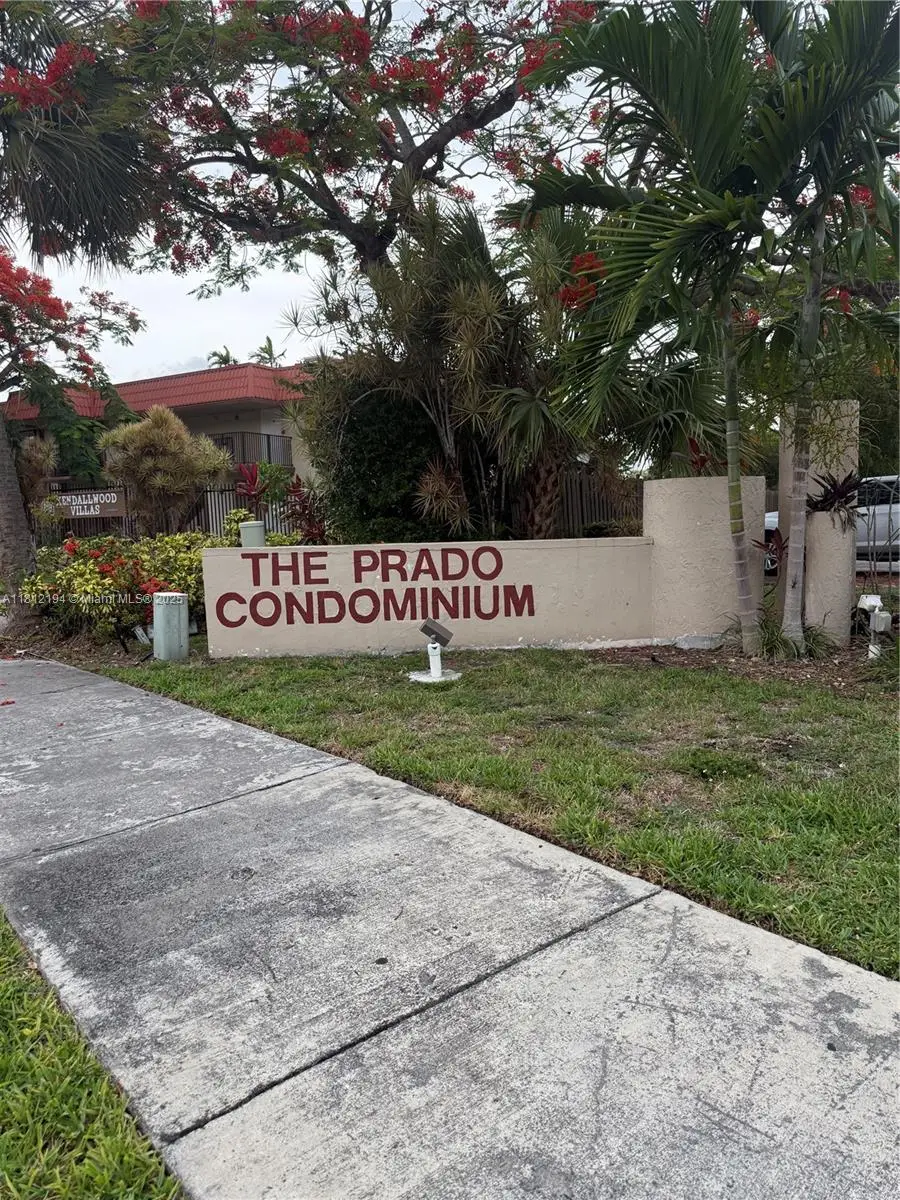 KENDALLWOOD
VILLAS
THE PRADO
CONDOMINIUM
A11812194 © Miami MLS® 2025